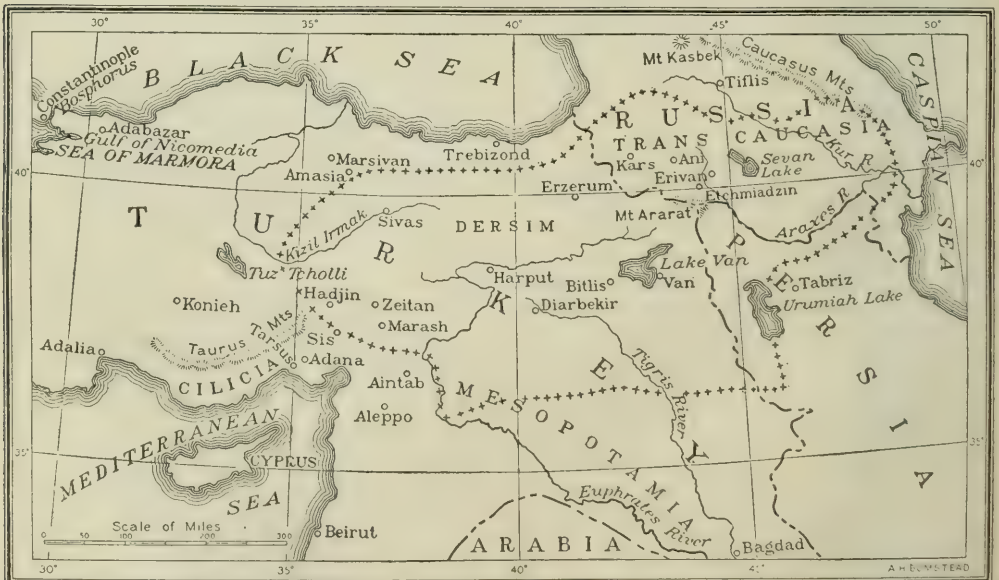 30° 35° 40° 45° 50°
Constantinople
Bosphorus
BLACK SEA
Mt Kasbek
Caucasus Mts
Tiflis
CASPIAN SEA
Adabazar
Gulf of Nicomedia
SEA OF MARMORA
Marsivan
Amasia
Trebizond
RUSSIA
TRANS CAUCASIA
Kars
Ani
Sevan Lake
Kur R
Erivan
Etchmiadzin
40°
40°
Erzerum
Mt Ararat
Araxes R
TURKEY
Kizil Irmak
Sivas
DERSIM
PERSIA
Tuz Tcholli
Harput
Lake Van
Bitlis
Van
Tabriz
Urumiah Lake
Konieh
Hadjin
Zeitan
Diarbekir
Marash
Taurus Mts
Sis
Tarsus
Adana
Adalia
CILICIA
Aintab
Aleppo
MESOPOTAMIA
Tigris River
MEDITERRANEAN SEA
CYPRUS
35°
35°
Euphrates River
Scale of Miles
0 50 100 200 300
Beirut
ARABIA
Bagdad
A.H.BUMSTEAD
30° 35° 40° 45°